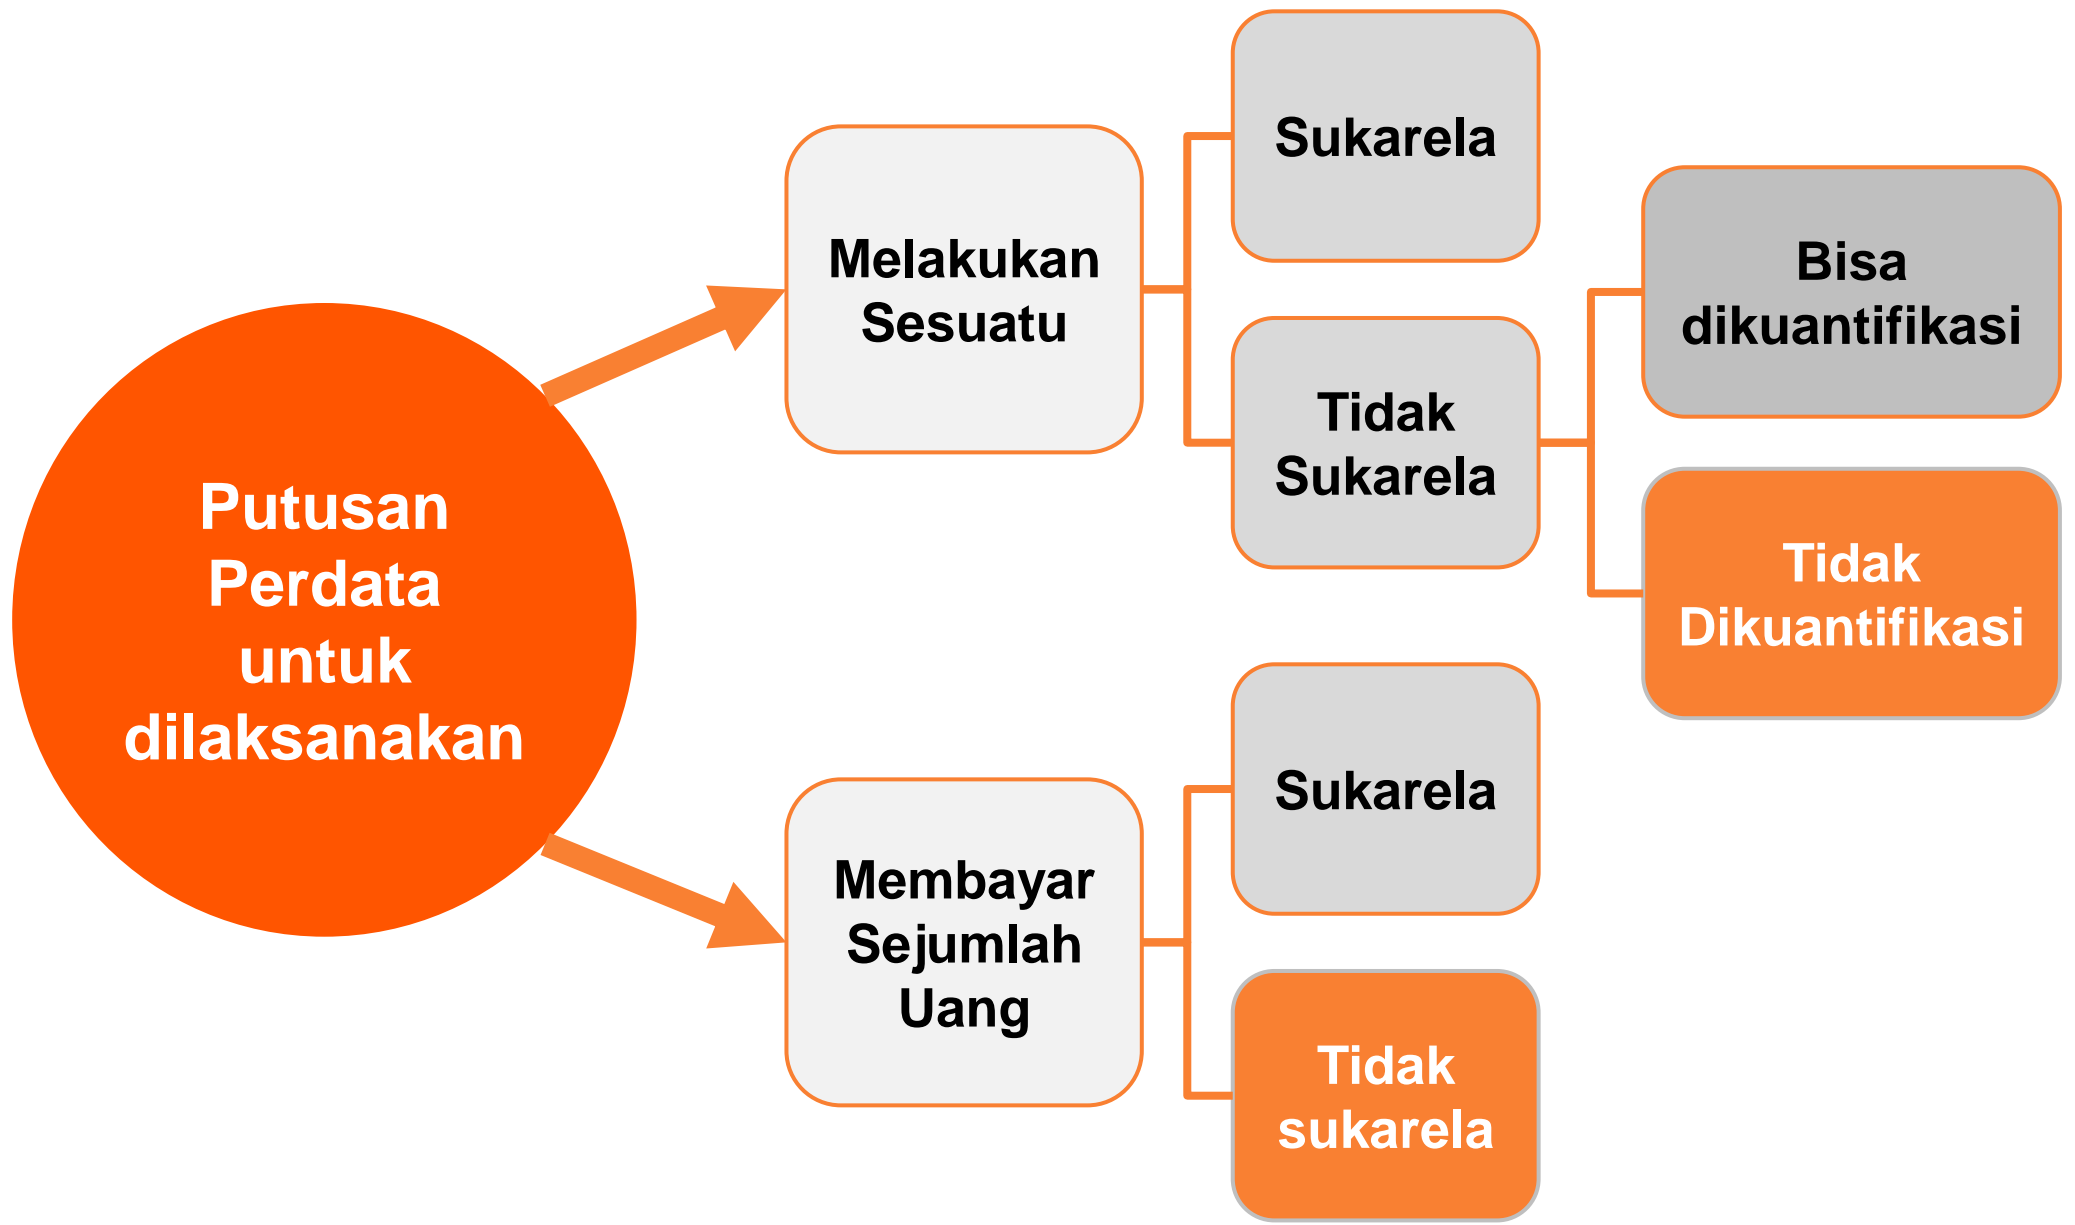 Putusan
Perdata
untuk
dilaksanakan
Melakukan
Sesuatu
Sukarela
Tidak
Sukarela
Bisa
dikuantifikasi
Tidak
Dikuantifikasi
Membayar
Sejumlah
Uang
Sukarela
Tidak
sukarela